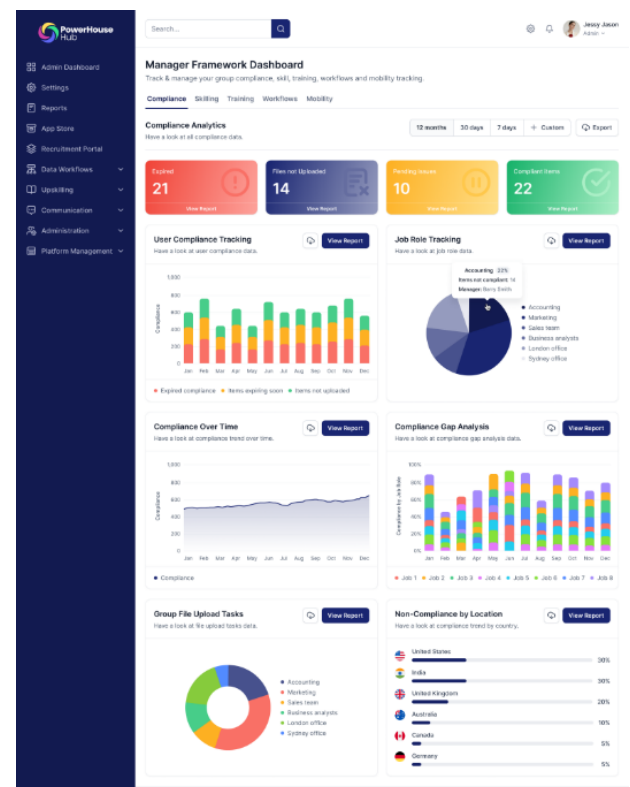 PowerHouse
Hub
Search...
Jessy Jason
Admin
Admin Dashboard
Settings
Reports
App Store
Recruitment Portal
Data Workflows
Upskilling
Communication
Administration
Platform Management
Manager Framework Dashboard
Track & manage your group compliance, skill, training, workflows and mobility tracking.
Compliance Skilling Training Workflows Mobility
Compliance Analytics
Have a look at all compliance data.
12 months 30 days 7 days + Custom Export
Expired
21
View Report
Files not Uploaded
14
View Report
Pending Issues
10
View Report
Compliant Items
22
View Report
User Compliance Tracking
Have a look at user compliance data.
View Report
1,000
800
600
400
200
0
Compliance
Jan Feb Mar Apr May Jun Jul Aug Sep Oct Nov Dec
Expired compliance Items expiring soon Items not uploaded
Job Role Tracking
Have a look at job role data.
View Report
Accounting 20%
Items not compliant: 14
Manager: Barry Smith
Accounting
Marketing
Sales team
Business analysts
London office
Sydney office
Compliance Over Time
Have a look at compliance trend over time.
View Report
1,000
800
600
400
200
0
Compliance
Jan Feb Mar Apr May Jun Jul Aug Sep Oct Nov Dec
Compliance
Compliance Gap Analysis
Have a look at compliance gap analysis data.
View Report
100%
80%
60%
40%
20%
0%
Compliance by Job Role
Jan Feb Mar Apr May Jun Jul Aug Sep Oct Nov Dec
Job 1 Job 2 Job 3 Job 4 Job 5 Job 6 Job 7 Job 8
Group File Upload Tasks
Have a look at file upload tasks data.
View Report
Accounting
Marketing
Sales team
Business analysts
London office
Sydney office
Non-Compliance by Location
Have a look at compliance trend by country.
View Report
United States
30%
India
30%
United Kingdom
20%
Australia
10%
Canada
5%
Germany
5%